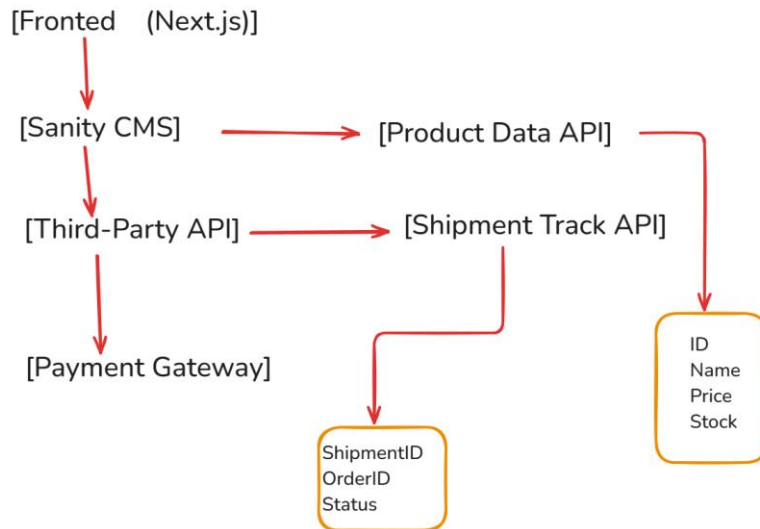 [Fronted (Next.js)]
[Sanity CMS]
[Product Data API]
[Third-Party API]
[Shipment Track API]
[Payment Gateway]
ID
Name
Price
Stock
ShipmentID
OrderID
Status